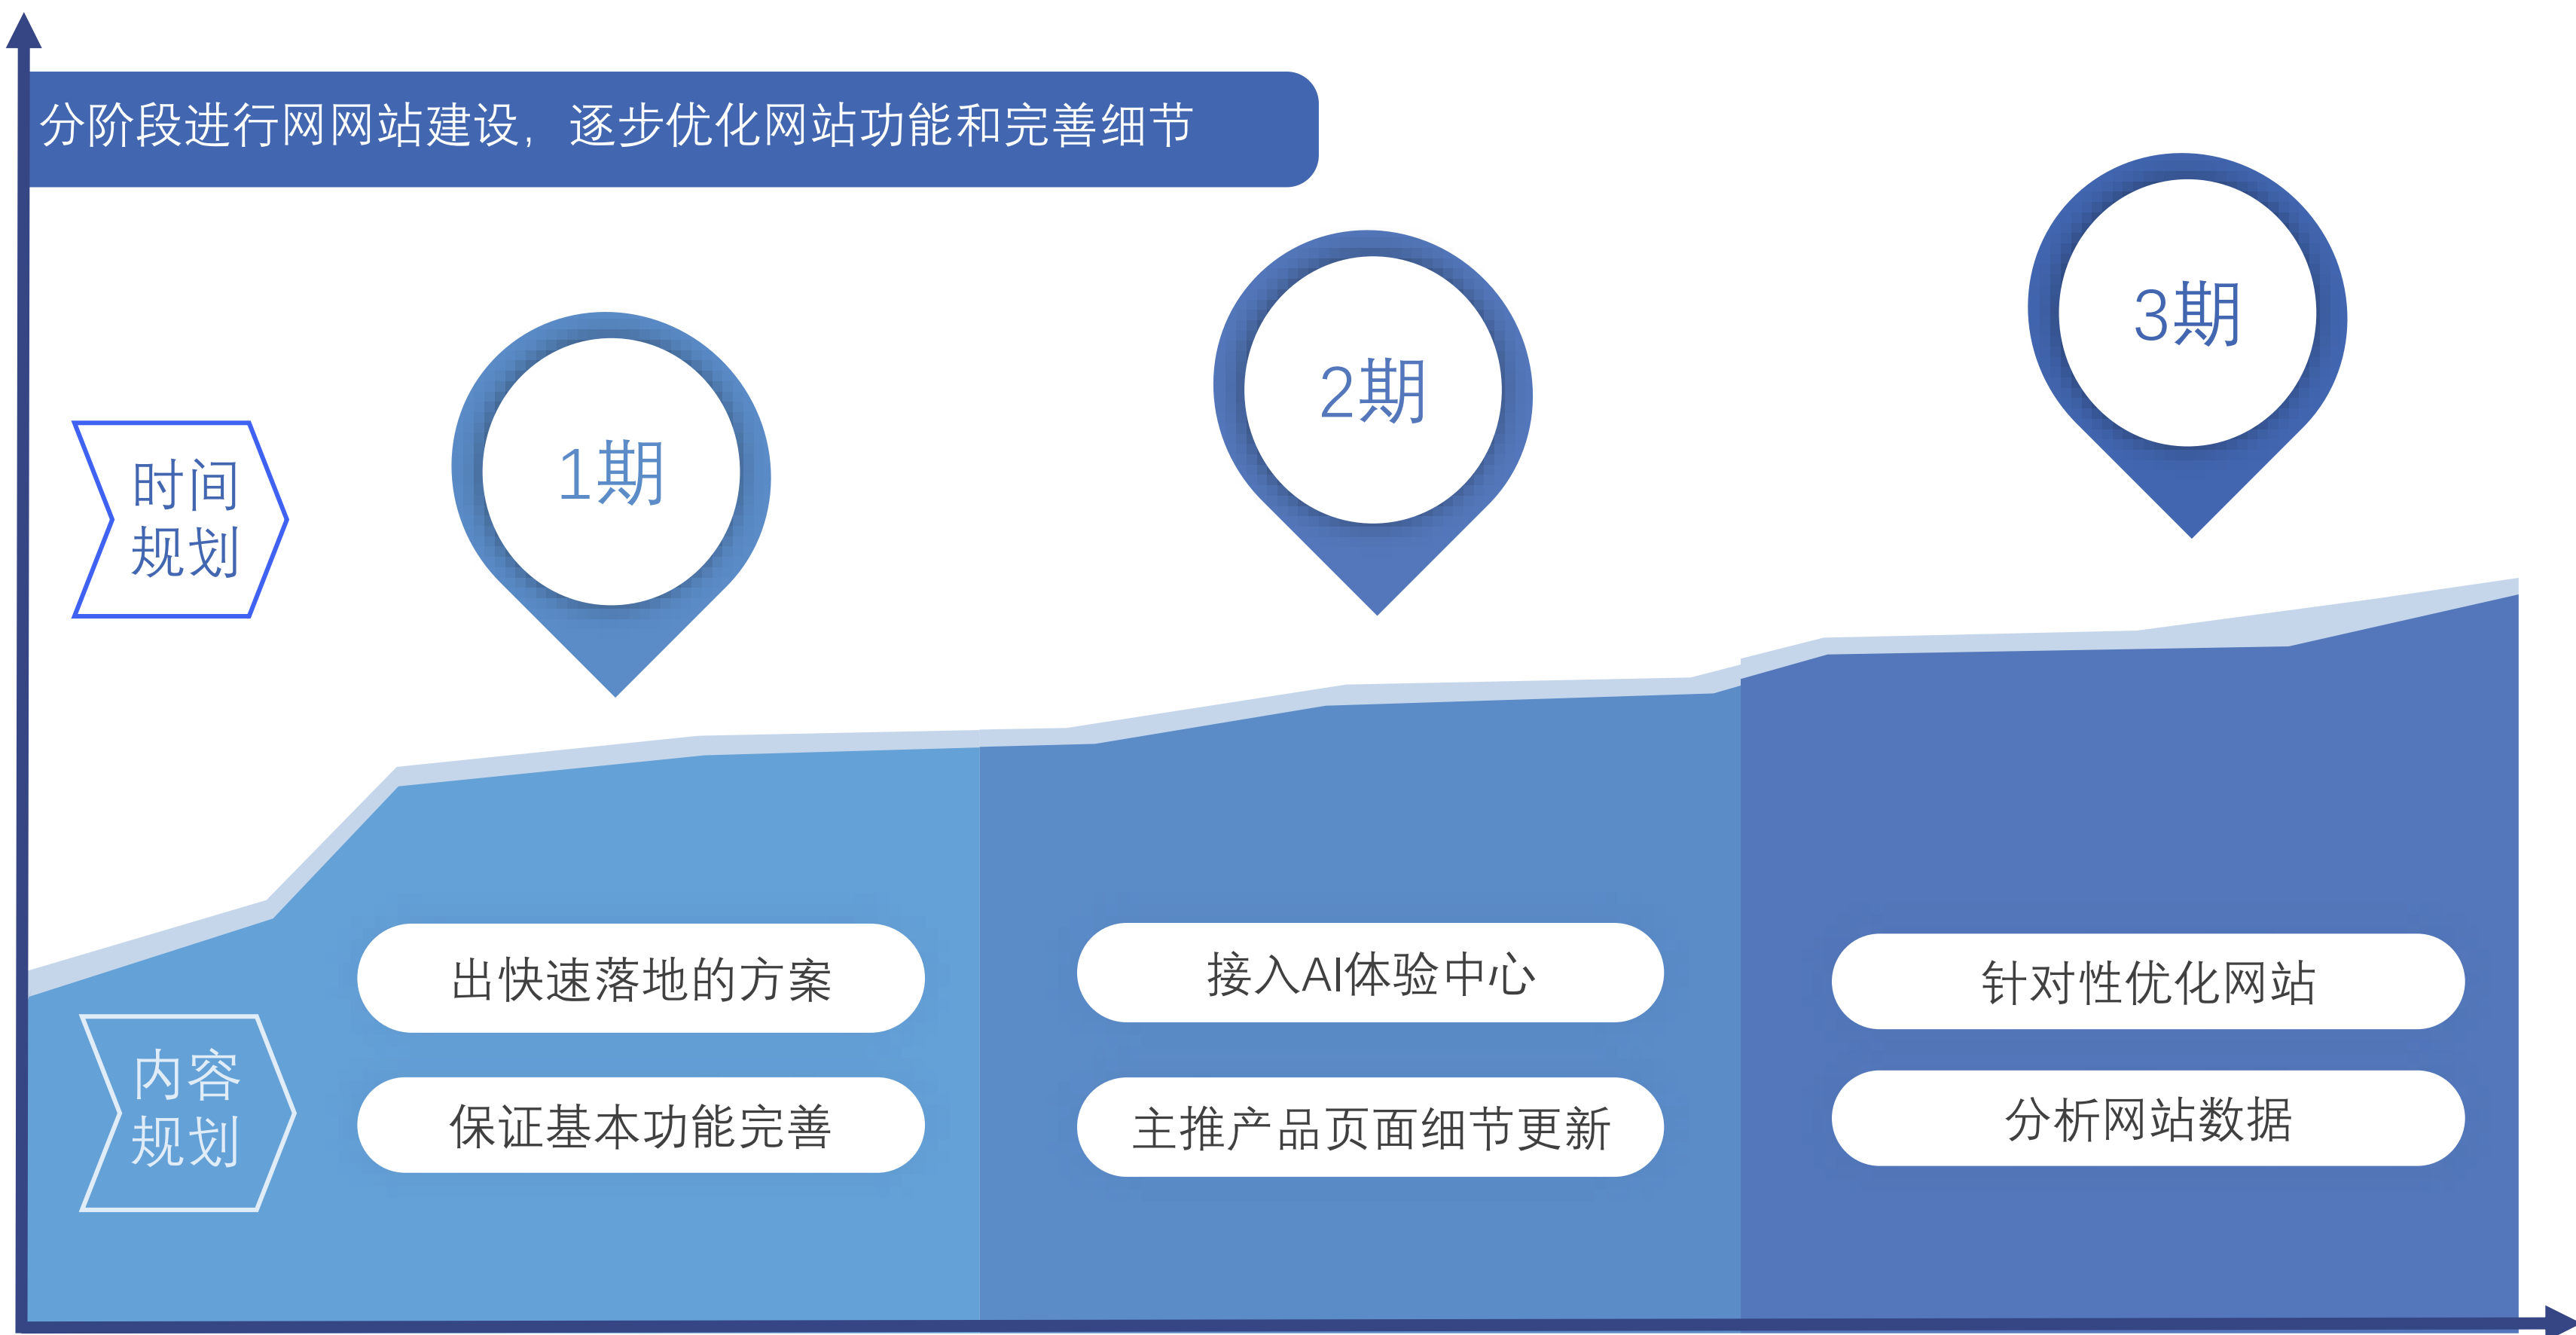 分阶段进行网网站建设，逐步优化网站功能和完善细节
3期
2期
1期
时间
规划
出快速落地的方案
接入AI体验中心
针对性优化网站
内容
规划
保证基本功能完善
主推产品页面细节更新
分析网站数据